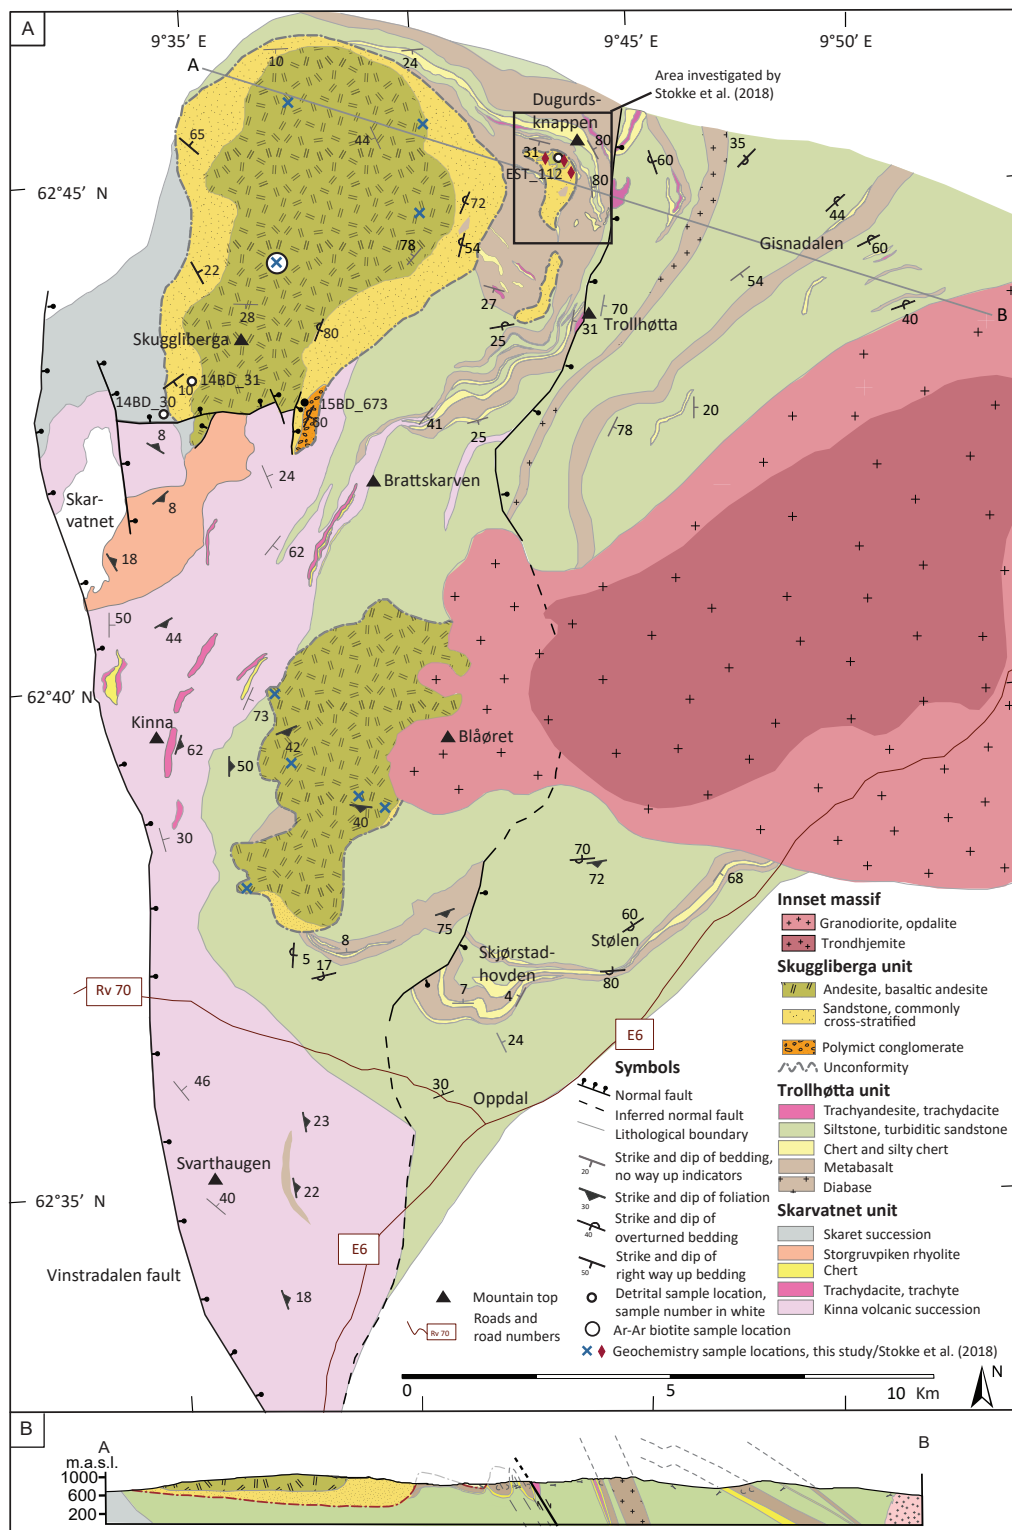 A
9°35′ E
9°45′ E
9°50′ E
A
10
24
Area investigated by
Stokke et al. (2018)
Dugurds-
knappen
65
44
80
35
31
60
EST_112
80
62°45′ N
72
44
78
54
Gisnadalen
60
22
54
27
40
28
80
70
B
Skuggliberga
25
31
Trollhøtta
10
14BD_31
20
14BD_30
15BD_673
60
41
25
78
8
24
Brattskarven
Skar-
vatnet
8
62
18
50
44
62°40′ N
73
Kinna
42
Blåøret
62
50
40
30
70
72
68
75
60
8
Stølen
5
17
Skjørstad-
hovden
80
Rv 70
7
4
24
E6
46
30
Oppdal
23
Svarthaugen
22
62°35′ N
40
E6
Vinstradalen fault
18
Innset massif
Granodiorite, opdalite
Trondhjemite
Skuggliberga unit
Andesite, basaltic andesite
Sandstone, commonly
cross-stratified
Polymict conglomerate
Unconformity
Trollhøtta unit
Trachyandesite, trachydacite
Siltstone, turbiditic sandstone
Chert and silty chert
Metabasalt
Diabase
Skarvatnet unit
Skaret succession
Storgruvpiken rhyolite
Chert
Trachydacite, trachyte
Kinna volcanic succession
Symbols
Normal fault
Inferred normal fault
Lithological boundary
Strike and dip of bedding,
no way up indicators
20
Strike and dip of foliation
30
Strike and dip of
overturned bedding
40
Strike and dip of
right way up bedding
50
Detrital sample location,
sample number in white
Ar-Ar biotite sample location
Geochemistry sample locations, this study/Stokke et al. (2018)
Mountain top
Roads and
road numbers
Rv 70
0
5
10 Km
N
B
A
B
m.a.s.l.
1000
600
200